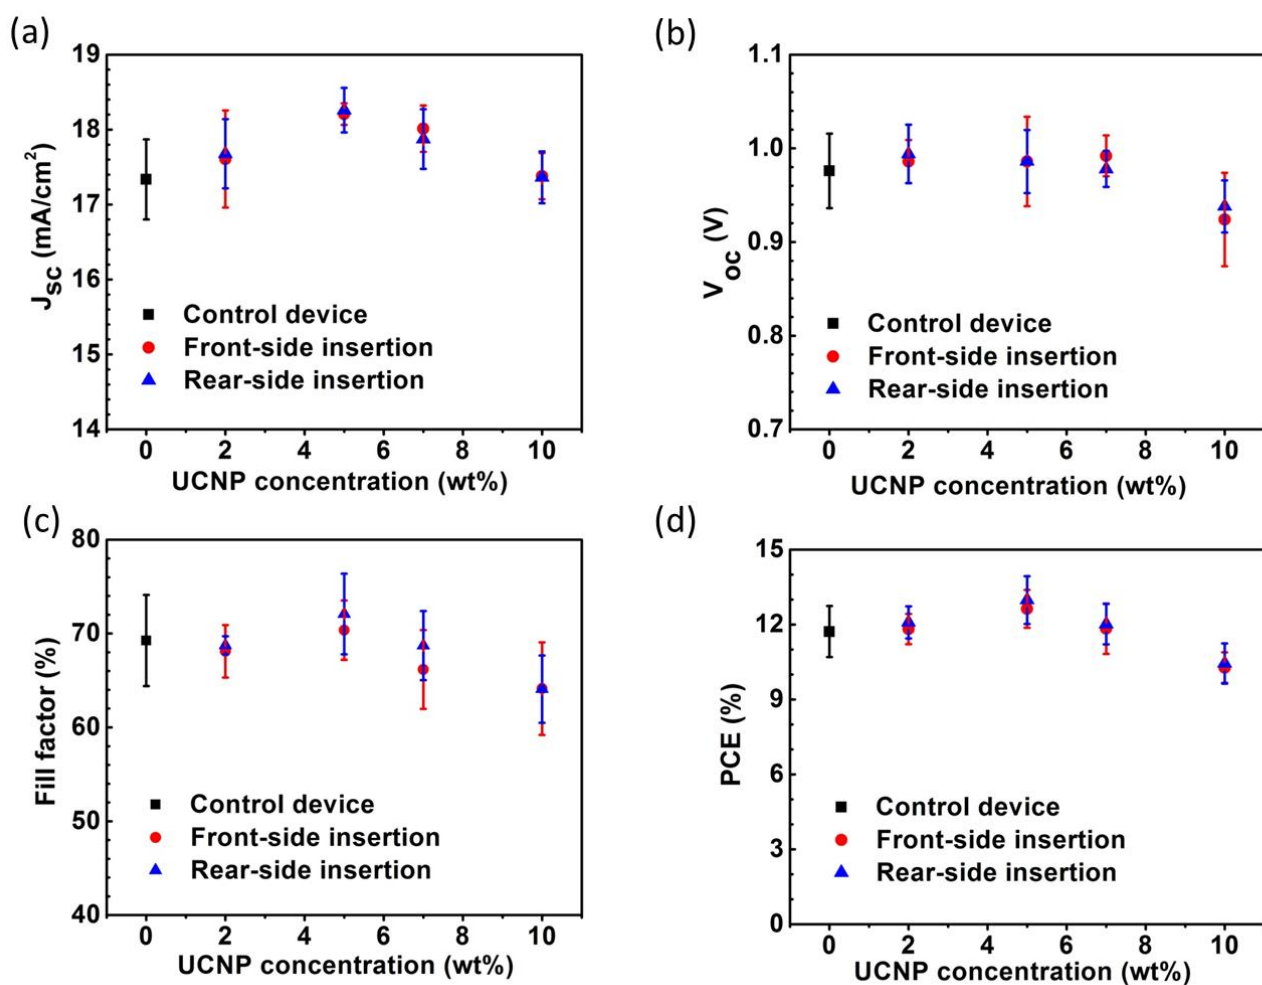 (a)
19
18
17
16
15
14
J_SC (mA/cm²)
Control device
Front-side insertion
Rear-side insertion
0 2 4 6 8 10
UCNP concentration (wt%)
(b)
1.1
1.0
0.9
0.8
0.7
V_OC (V)
Control device
Front-side insertion
Rear-side insertion
0 2 4 6 8 10
UCNP concentration (wt%)
(c)
80
70
60
50
40
Fill factor (%)
Control device
Front-side insertion
Rear-side insertion
0 2 4 6 8 10
UCNP concentration (wt%)
(d)
15
12
9
6
3
0
PCE (%)
Control device
Front-side insertion
Rear-side insertion
0 2 4 6 8 10
UCNP concentration (wt%)